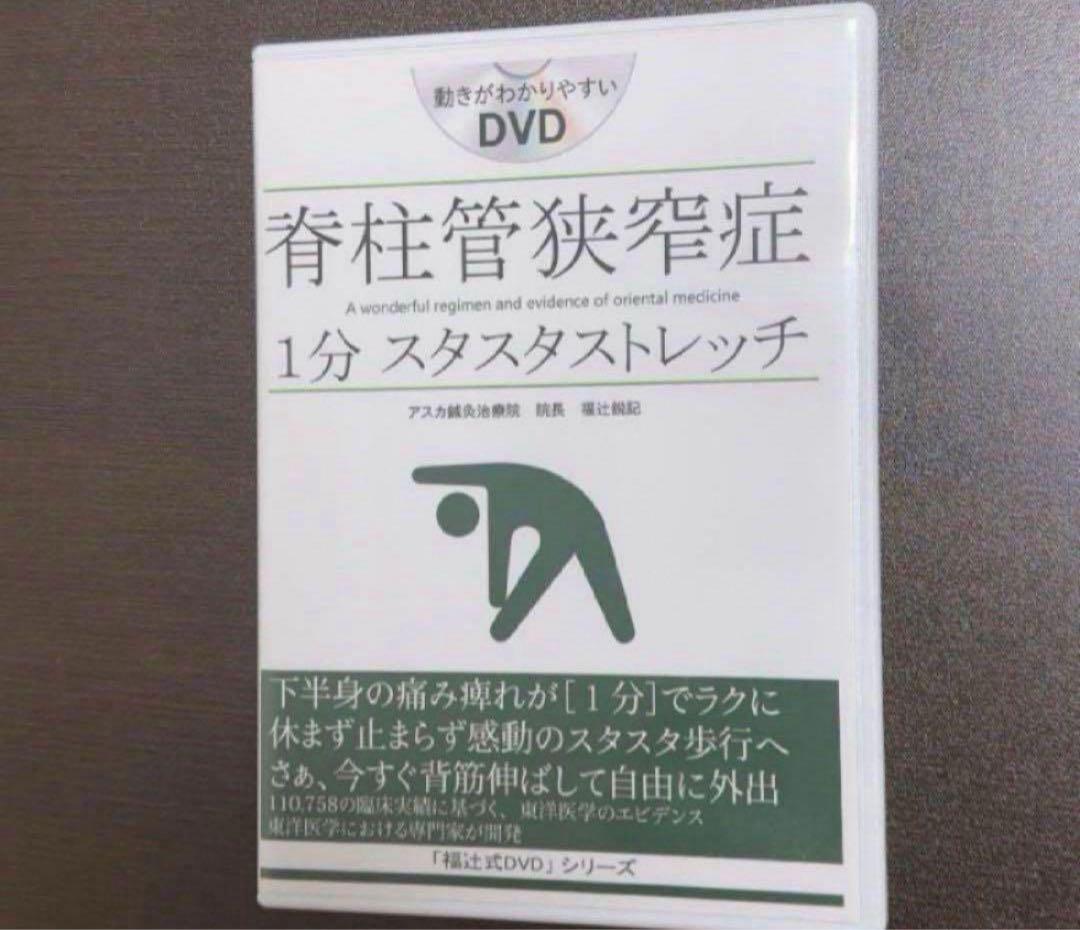 動きがわかりやすい
DVD
脊柱管狭窄症
A wonderful regimen and evidence of oriental medicine
1分 スタスタストレッチ
アスカ鍼灸治療院 院長 福辻鋭記
下半身の痛み痺れが[1分]でラクに
休まず止まらず感動のスタスタ歩行へ
さぁ、今すぐ背筋伸ばして自由に外出
110,758の臨床実績に基づく、東洋医学のエビデンス
東洋医学における専門家が開発
「福辻式DVD」シリーズ